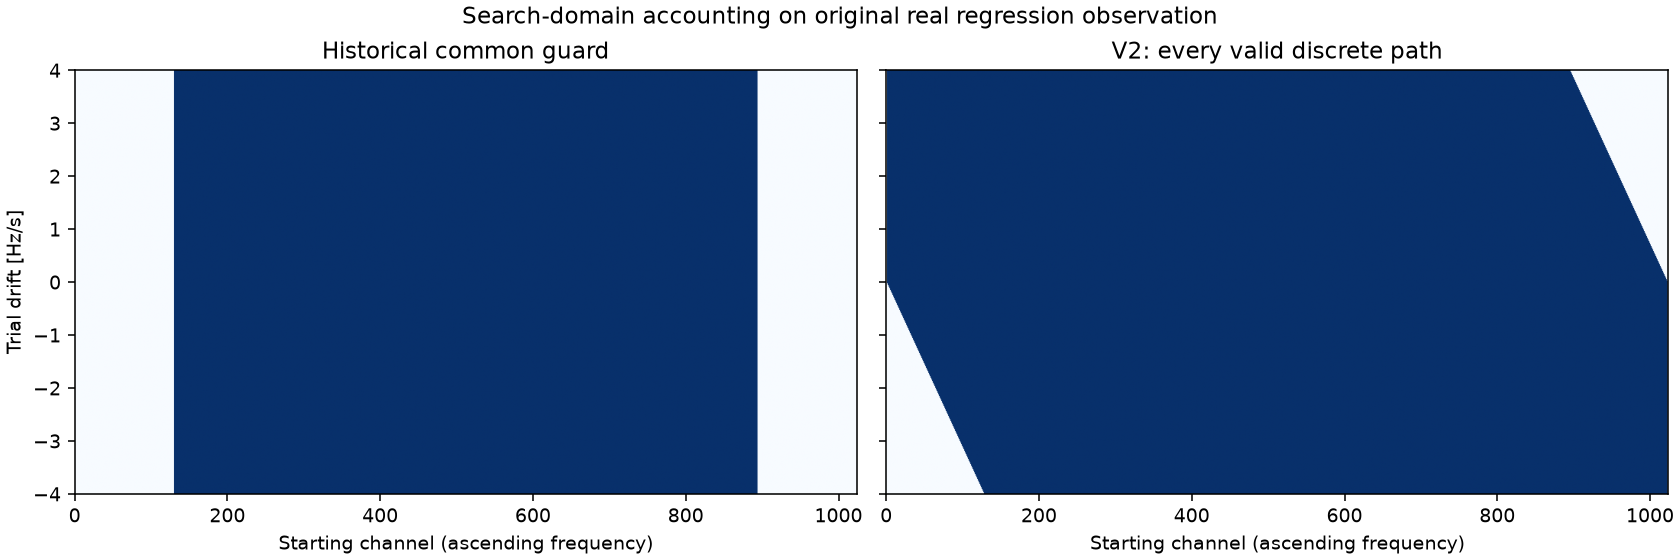 Search-domain accounting on original real regression observation
Historical common guard
V2: every valid discrete path
Trial drift [Hz/s]
4
3
2
1
0
−1
−2
−3
−4
0 200 400 600 800 1000
0 200 400 600 800 1000
Starting channel (ascending frequency)
Starting channel (ascending frequency)